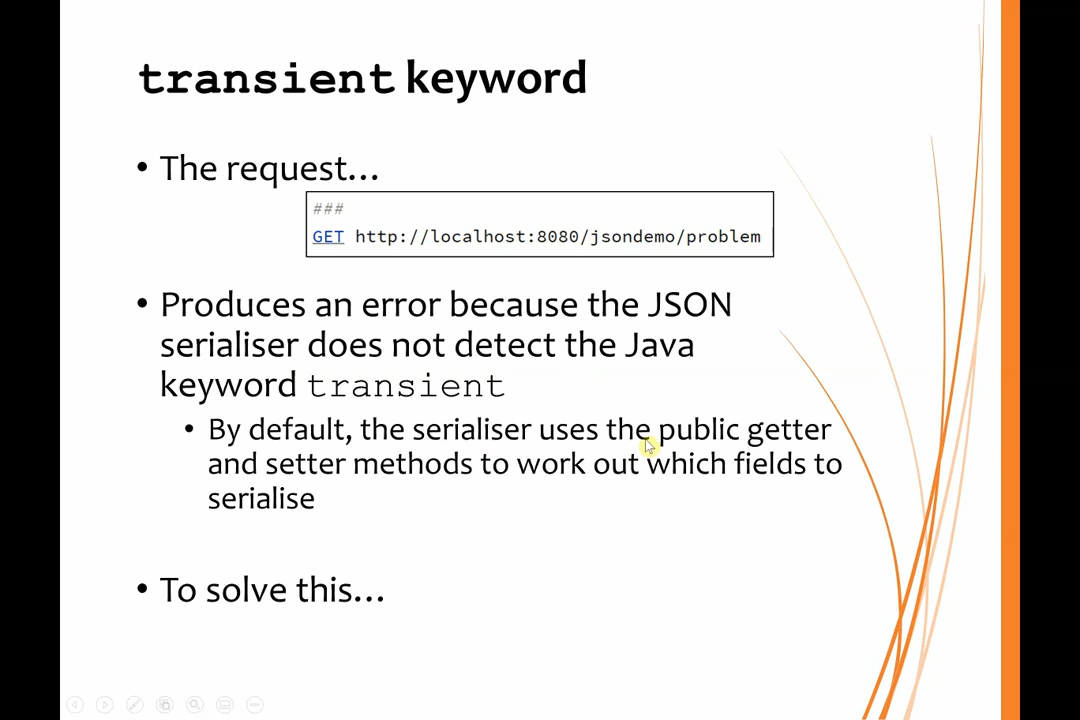 transient keyword
• The request…
###
GET http://localhost:8080/jsondemo/problem
• Produces an error because the JSON
serialiser does not detect the Java
keyword transient
• By default, the serialiser uses the public getter
and setter methods to work out which fields to
serialise
• To solve this…